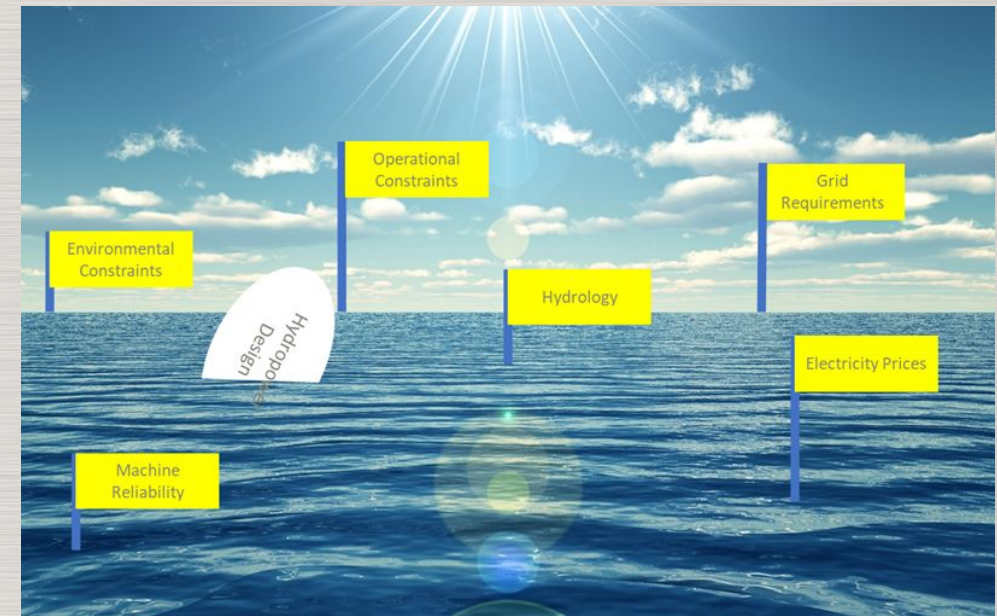 Operational
Constraints
Grid
Requirements
Environmental
Constraints
Hydrology
Hydropower
Design
Electricity Prices
Machine
Reliability